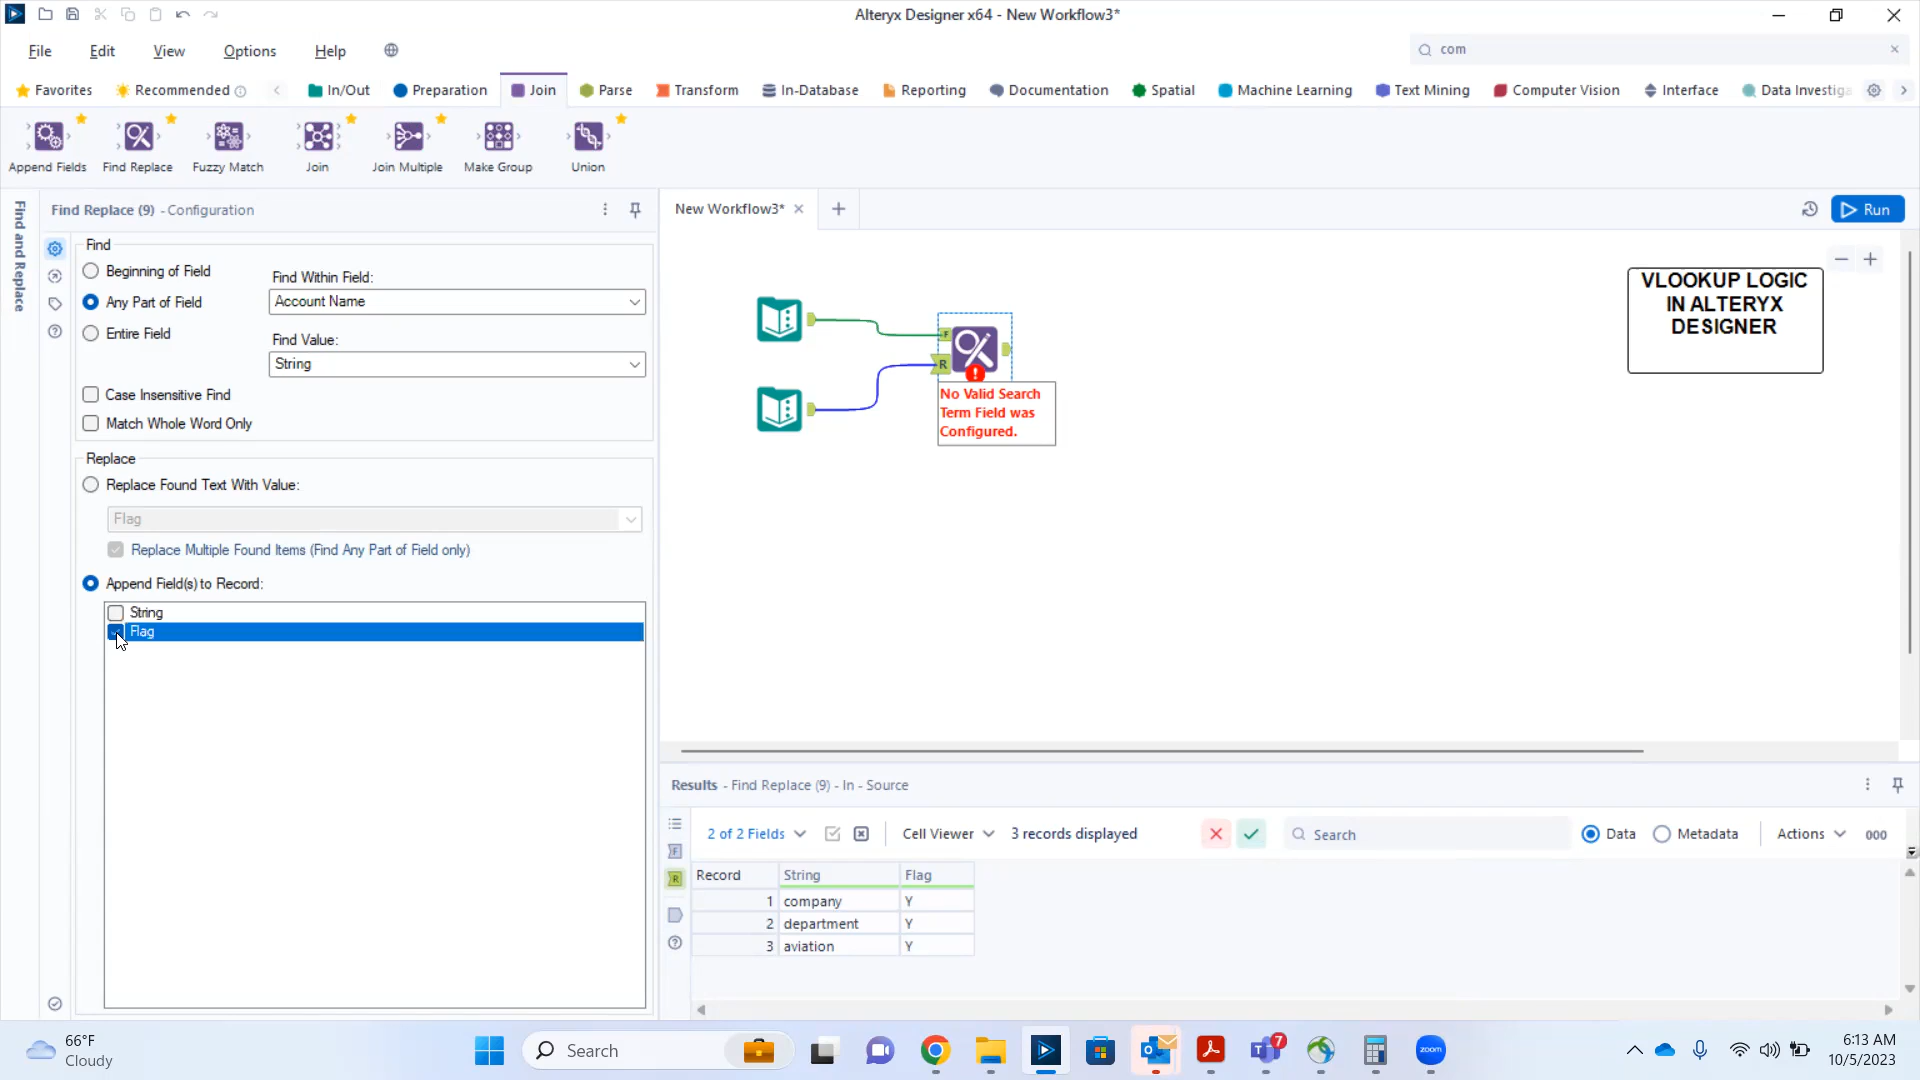 Alteryx Designer x64 - New Workflow3*
File Edit View Options Help
com
Favorites Recommended In/Out Preparation Join Parse Transform In-Database Reporting Documentation Spatial Machine Learning Text Mining Computer Vision Interface Data Investiga
Append Fields Find Replace Fuzzy Match Join Join Multiple Make Group Union
Find and Replace
Find Replace (9) - Configuration
Find
Beginning of Field
Any Part of Field
Entire Field
Find Within Field:
Account Name
Find Value:
String
Case Insensitive Find
Match Whole Word Only
Replace
Replace Found Text With Value:
Flag
Replace Multiple Found Items (Find Any Part of Field only)
Append Field(s) to Record:
String
Flag
New Workflow3*
Run
F
R
No Valid Search
Term Field was
Configured.
VLOOKUP LOGIC
IN ALTERYX
DESIGNER
Results - Find Replace (9) - In - Source
2 of 2 Fields Cell Viewer 3 records displayed Search Data Metadata Actions 000
F
R
Record String Flag
1 company Y
2 department Y
3 aviation Y
66°F
Cloudy
Search
7
zoom
6:13 AM
10/5/2023